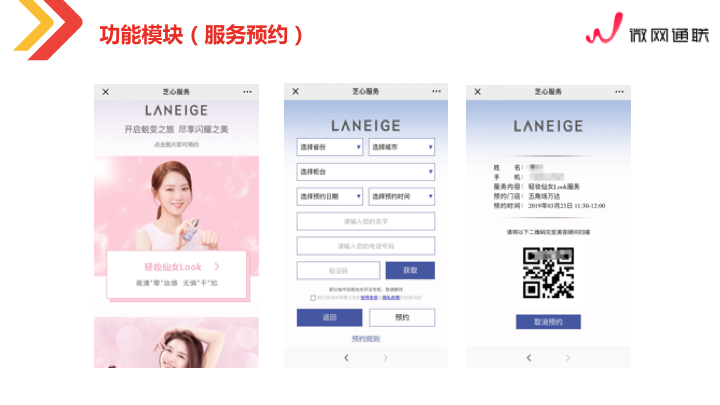 功能模块（服务预约）
微网通联
芝心服务
LANEIGE
开启蜕变之旅 尽享闪耀之美
点击图片即可预约
轻妆仙女Look
高清"零"妆感 无惧"干"尬
芝心服务
LANEIGE
选择省份
选择城市
选择柜台
选择预约日期
选择预约时间
请输入您的名字
请输入您的电话号码
验证码
获取
返回
预约
预约规则
芝心服务
LANEIGE
姓 名：
手 机：
服务内容：轻妆仙女Look服务
预约门店：五角场万达
预约时间：2019年03月23日 11:30-12:00
请将以下二维码交至美容顾问扫描
取消预约